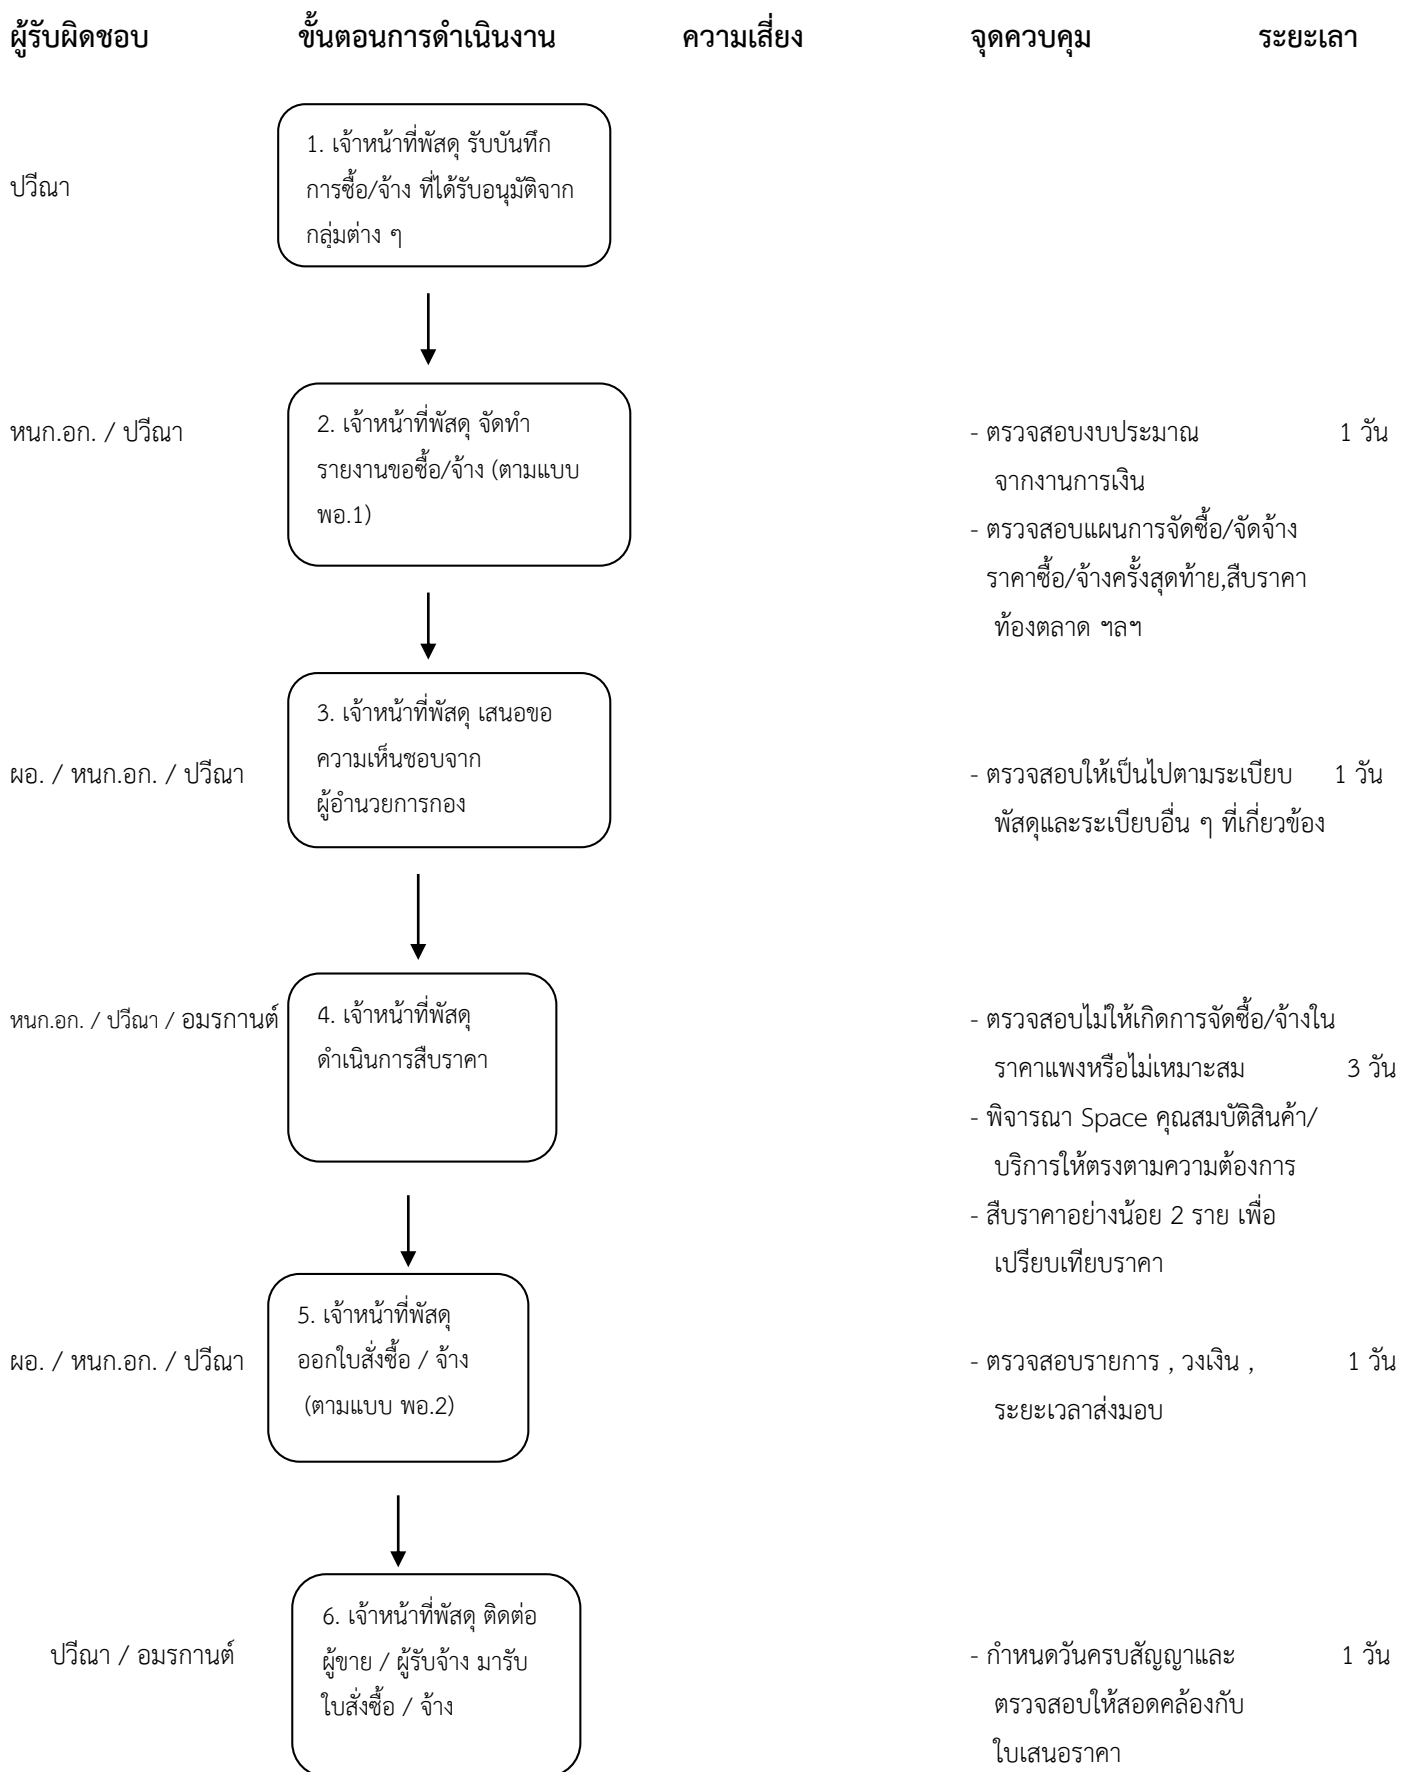 ผู้รับผิดชอบ ขั้นตอนการดำเนินงาน ความเสี่ยง จุดควบคุม ระยะเลา
1. เจ้าหน้าที่พัสดุ รับบันทึก
การซื้อ/จ้าง ที่ได้รับอนุมัติจาก
กลุ่มต่าง ๆ
ปวีณา
หนก.อก. / ปวีณา
2. เจ้าหน้าที่พัสดุ จัดทำ
รายงานขอซื้อ/จ้าง (ตามแบบ
พอ.1)
- ตรวจสอบงบประมาณ 1 วัน
จากงานการเงิน
- ตรวจสอบแผนการจัดซื้อ/จัดจ้าง
ราคาซื้อ/จ้างครั้งสุดท้าย,สืบราคา
ท้องตลาด ฯลฯ
ผอ. / หนก.อก. / ปวีณา
3. เจ้าหน้าที่พัสดุ เสนอขอ
ความเห็นชอบจาก
ผู้อำนวยการกอง
- ตรวจสอบให้เป็นไปตามระเบียบ 1 วัน
พัสดุและระเบียบอื่น ๆ ที่เกี่ยวข้อง
หนก.อก. / ปวีณา / อมรกานต์
4. เจ้าหน้าที่พัสดุ
ดำเนินการสืบราคา
- ตรวจสอบไม่ให้เกิดการจัดซื้อ/จ้างใน
ราคาแพงหรือไม่เหมาะสม 3 วัน
- พิจารณา Space คุณสมบัติสินค้า/
บริการให้ตรงตามความต้องการ
- สืบราคาอย่างน้อย 2 ราย เพื่อ
เปรียบเทียบราคา
ผอ. / หนก.อก. / ปวีณา
5. เจ้าหน้าที่พัสดุ
ออกใบสั่งซื้อ / จ้าง
(ตามแบบ พอ.2)
- ตรวจสอบรายการ , วงเงิน , 1 วัน
ระยะเวลาส่งมอบ
ปวีณา / อมรกานต์
6. เจ้าหน้าที่พัสดุ ติดต่อ
ผู้ขาย / ผู้รับจ้าง มารับ
ใบสั่งซื้อ / จ้าง
- กำหนดวันครบสัญญาและ 1 วัน
ตรวจสอบให้สอดคล้องกับ
ใบเสนอราคา